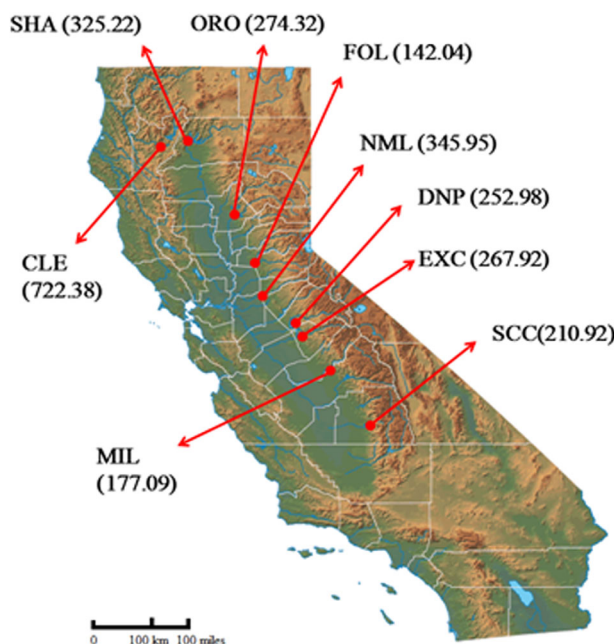 SHA (325.22)
ORO (274.32)
FOL (142.04)
NML (345.95)
DNP (252.98)
CLE
(722.38)
EXC (267.92)
SCC(210.92)
MIL
(177.09)
0 100 km 100 miles